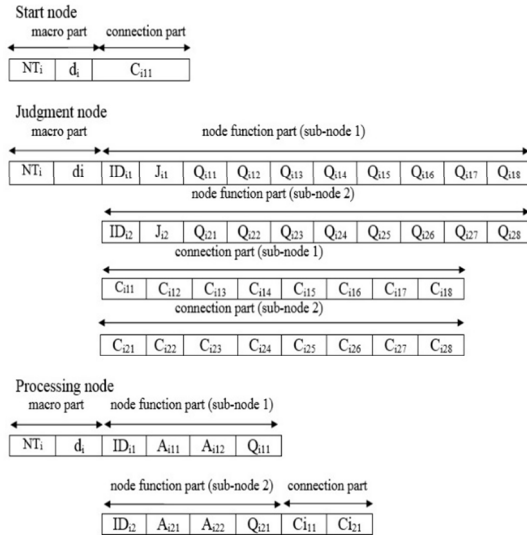 Start node
macro part connection part
NTi di Ci11
Judgment node
macro part node function part (sub-node 1)
NTi di IDi1 Ji1 Qi11 Qi12 Qi13 Qi14 Qi15 Qi16 Qi17 Qi18
node function part (sub-node 2)
IDi2 Ji2 Qi21 Qi22 Qi23 Qi24 Qi25 Qi26 Qi27 Qi28
connection part (sub-node 1)
Ci11 Ci12 Ci13 Ci14 Ci15 Ci16 Ci17 Ci18
connection part (sub-node 2)
Ci21 Ci22 Ci23 Ci24 Ci25 Ci26 Ci27 Ci28
Processing node
macro part node function part (sub-node 1)
NTi di IDi1 Ai11 Ai12 Qi11
node function part (sub-node 2) connection part
IDi2 Ai21 Ai22 Qi21 Ci11 Ci21